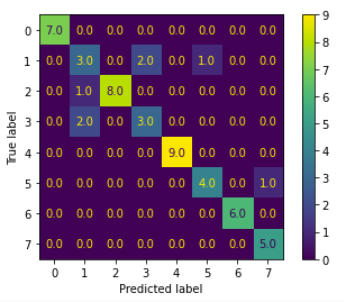 0 7.0 0.0 0.0 0.0 0.0 0.0 0.0 0.0
1 0.0 3.0 0.0 2.0 0.0 1.0 0.0 0.0
2 0.0 1.0 8.0 0.0 0.0 0.0 0.0 0.0
3 0.0 2.0 0.0 3.0 0.0 0.0 0.0 0.0
4 0.0 0.0 0.0 0.0 9.0 0.0 0.0 0.0
5 0.0 0.0 0.0 0.0 0.0 4.0 0.0 1.0
6 0.0 0.0 0.0 0.0 0.0 0.0 6.0 0.0
7 0.0 0.0 0.0 0.0 0.0 0.0 0.0 5.0
0 1 2 3 4 5 6 7
Predicted label
True label
9
8
7
6
5
4
3
2
1
0